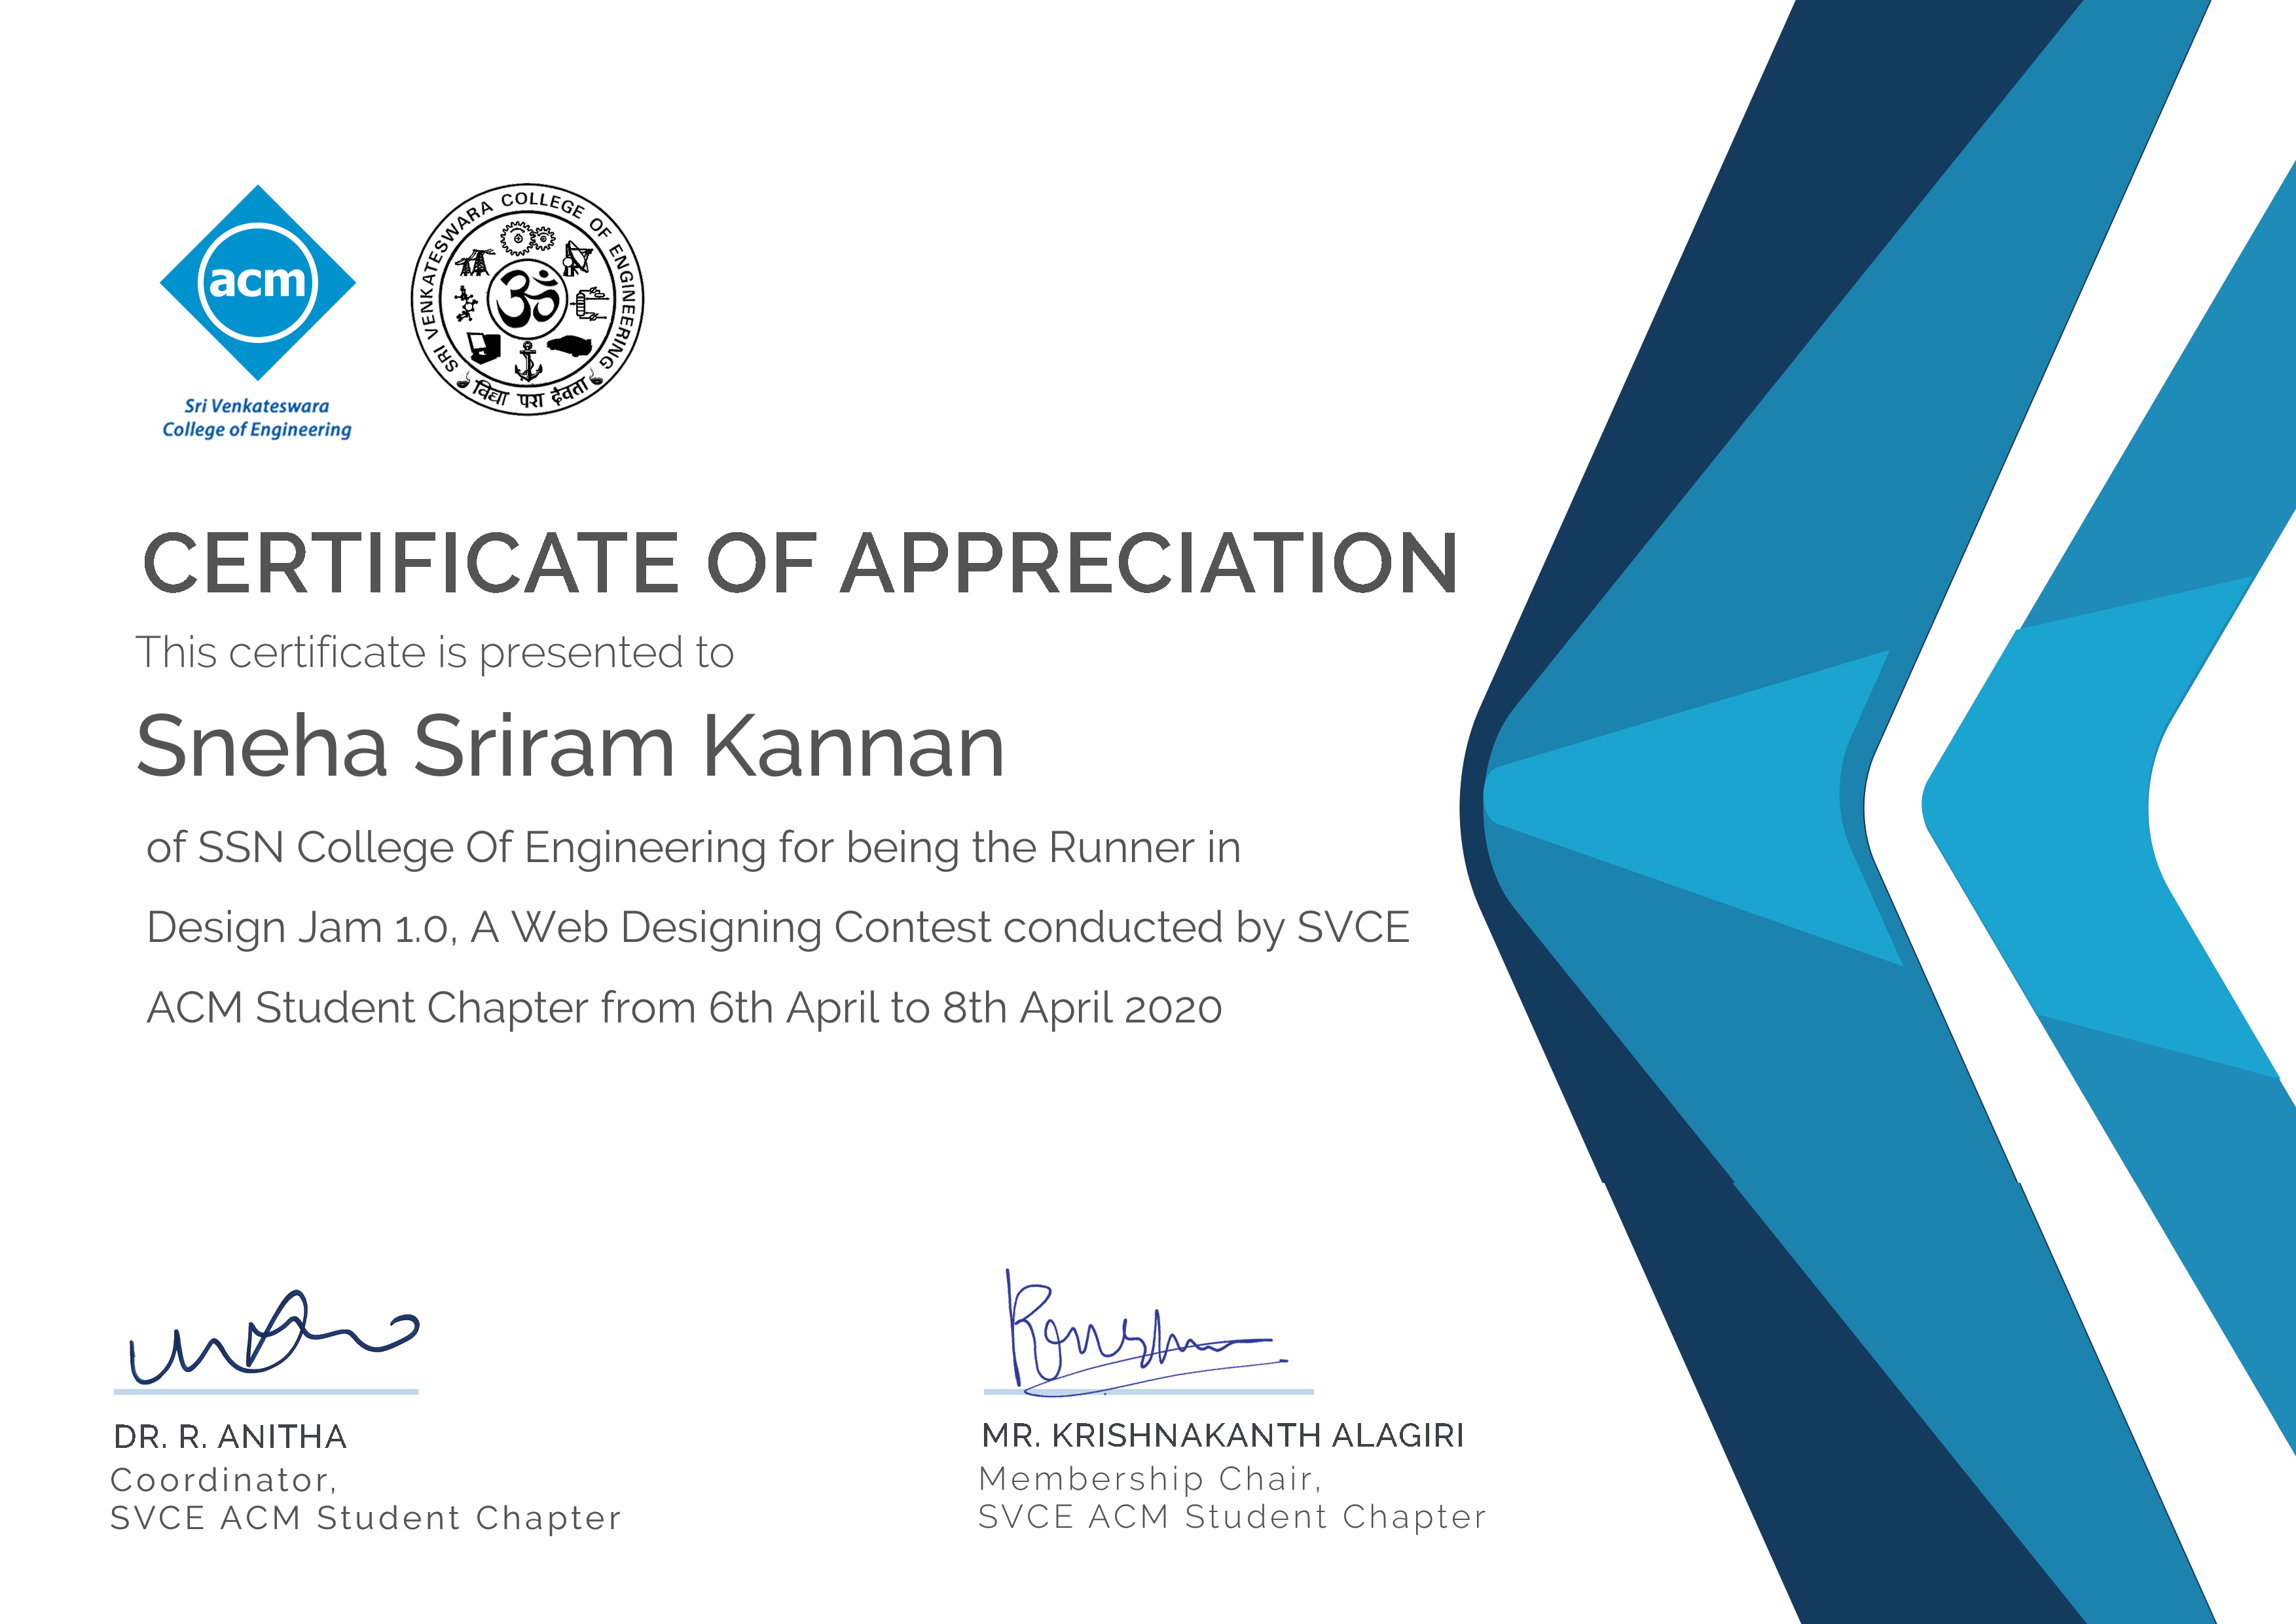 acm
Sri Venkateswara
College of Engineering
SRI VENKATESWARA COLLEGE OF ENGINEERING
विद्या परा देवता
CERTIFICATE OF APPRECIATION
This certificate is presented to
Sneha Sriram Kannan
of SSN College Of Engineering for being the Runner in
Design Jam 1.0, A Web Designing Contest conducted by SVCE
ACM Student Chapter from 6th April to 8th April 2020
DR. R. ANITHA
Coordinator,
SVCE ACM Student Chapter
MR. KRISHNAKANTH ALAGIRI
Membership Chair,
SVCE ACM Student Chapter